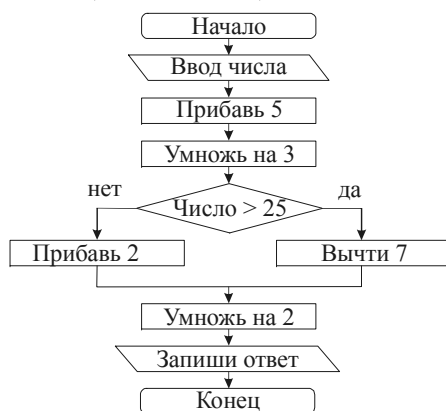 Начало
Ввод числа
Прибавь 5
Умножь на 3
нет
да
Число > 25
Прибавь 2
Вычти 7
Умножь на 2
Запиши ответ
Конец